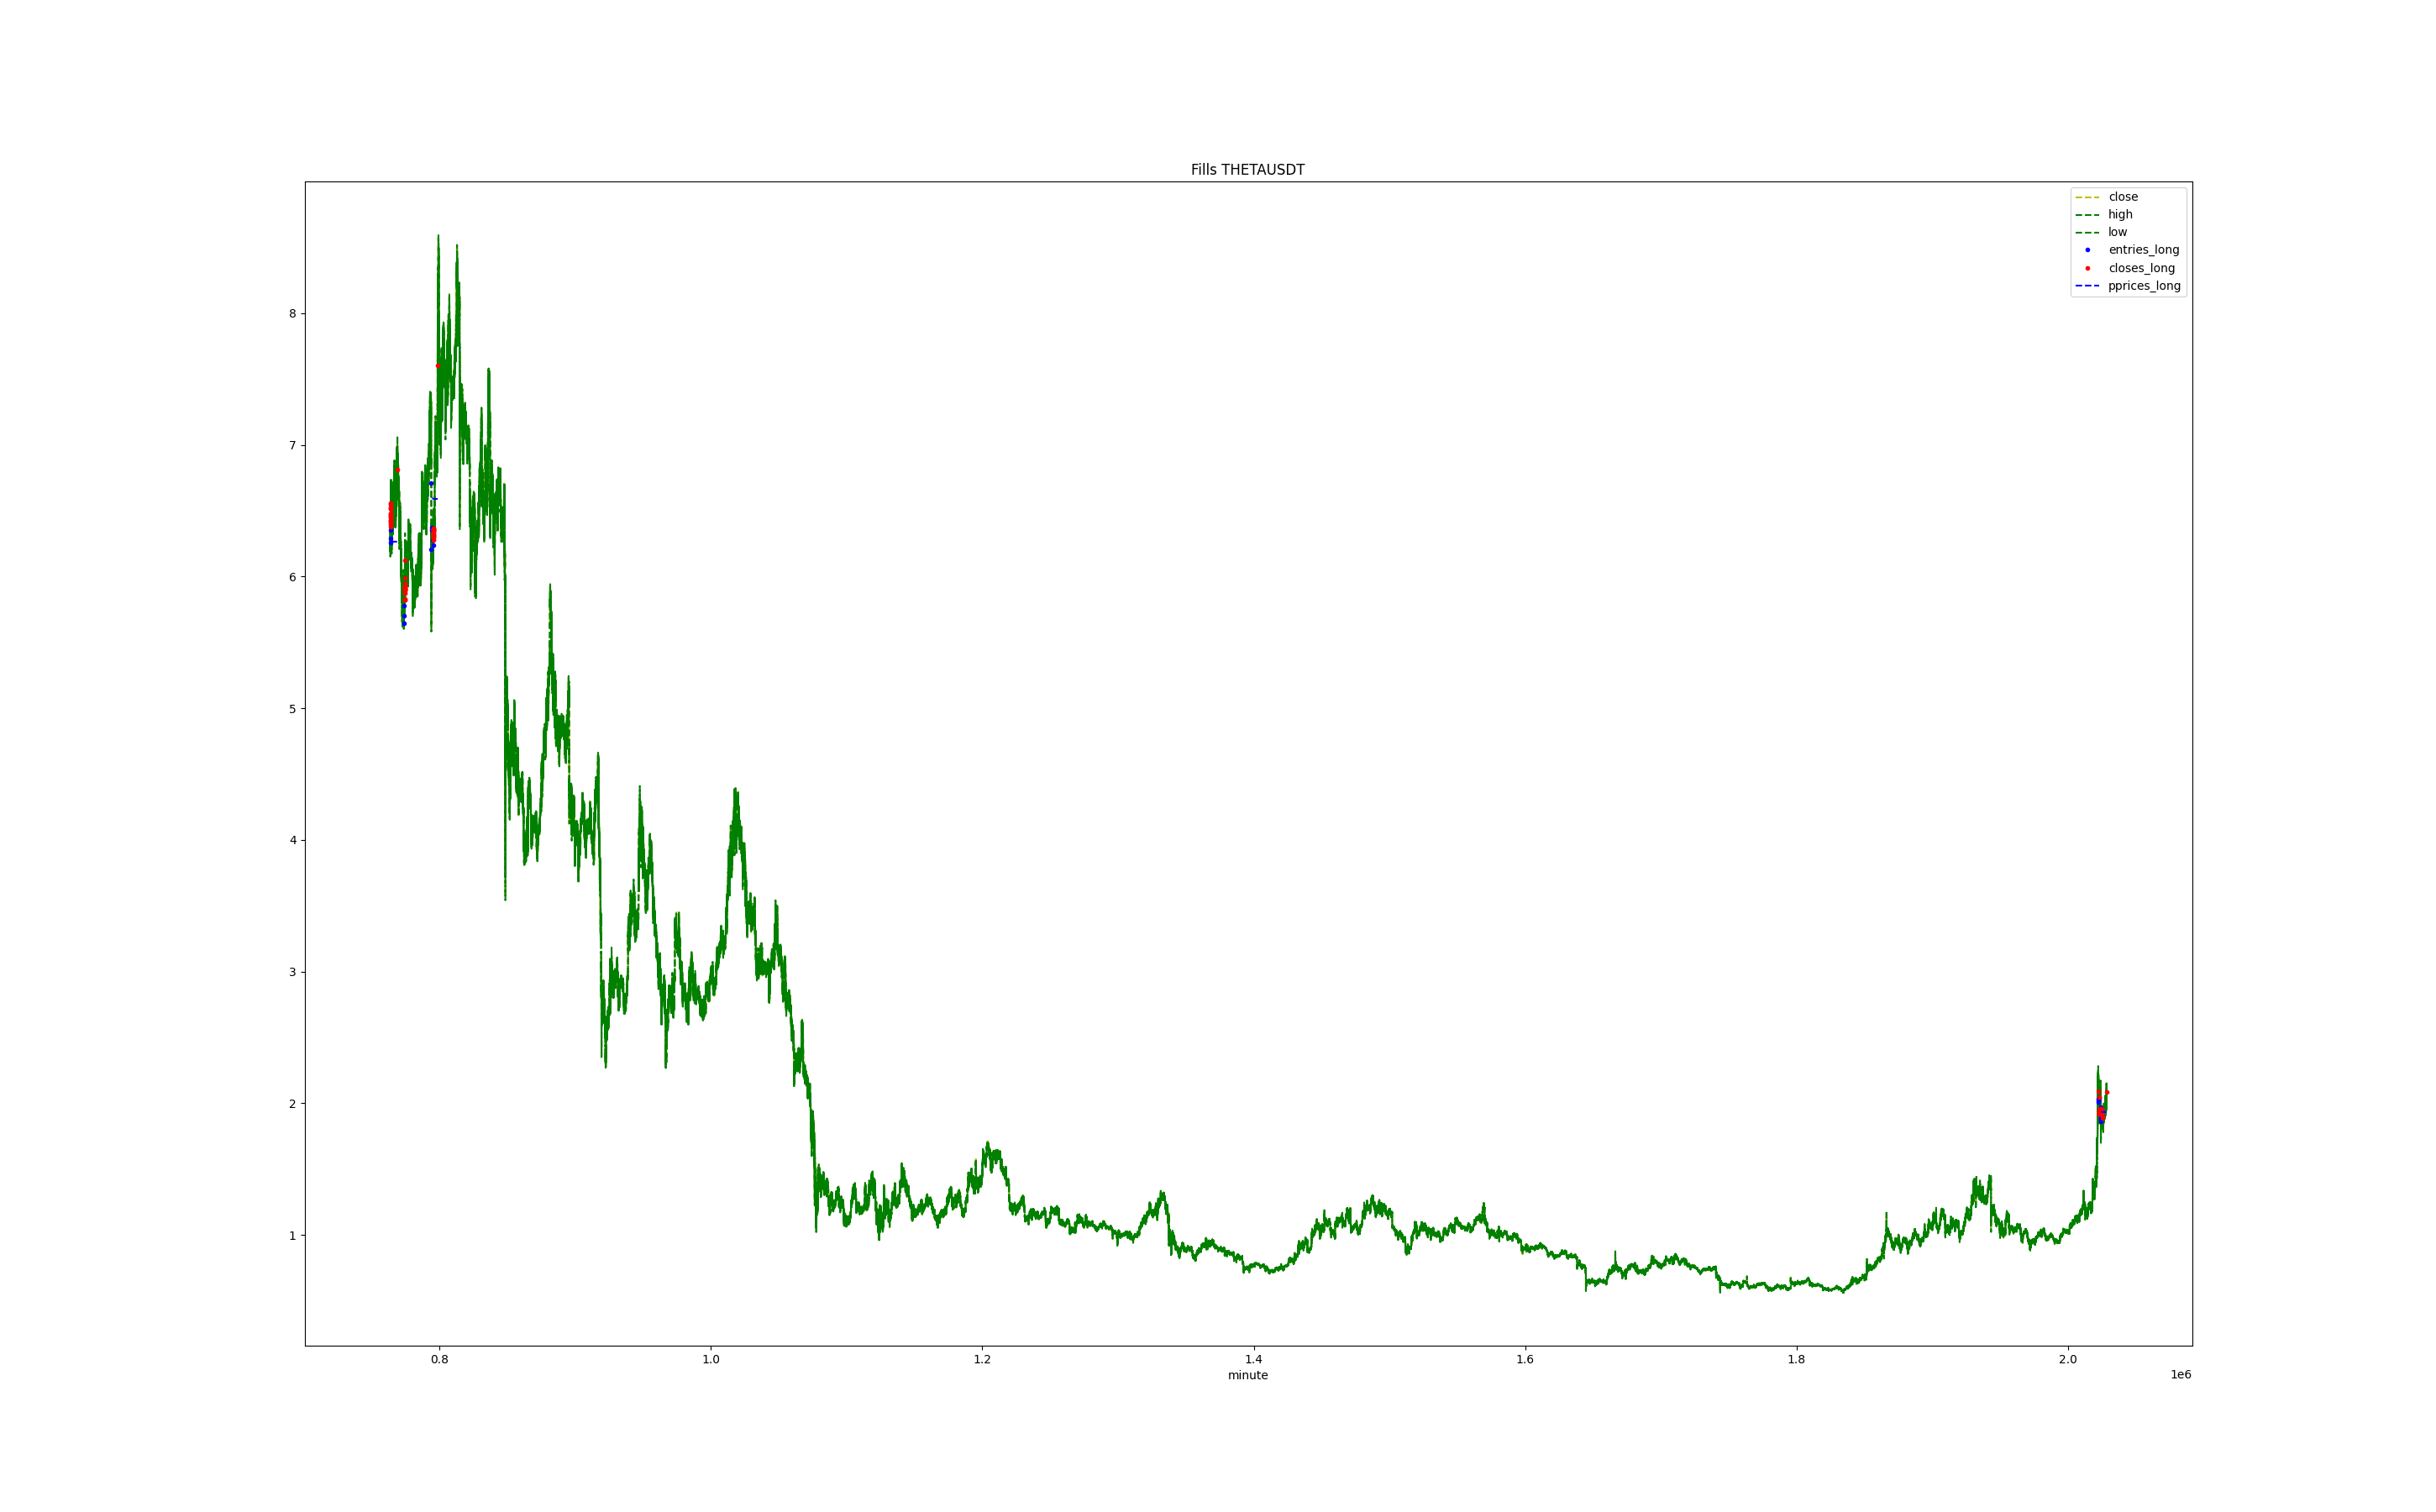 Fills THETAUSDT
close
high
low
entries_long
closes_long
pprices_long
8
7
6
5
4
3
2
1
0.8 1.0 1.2 1.4 1.6 1.8 2.0
minute 1e6